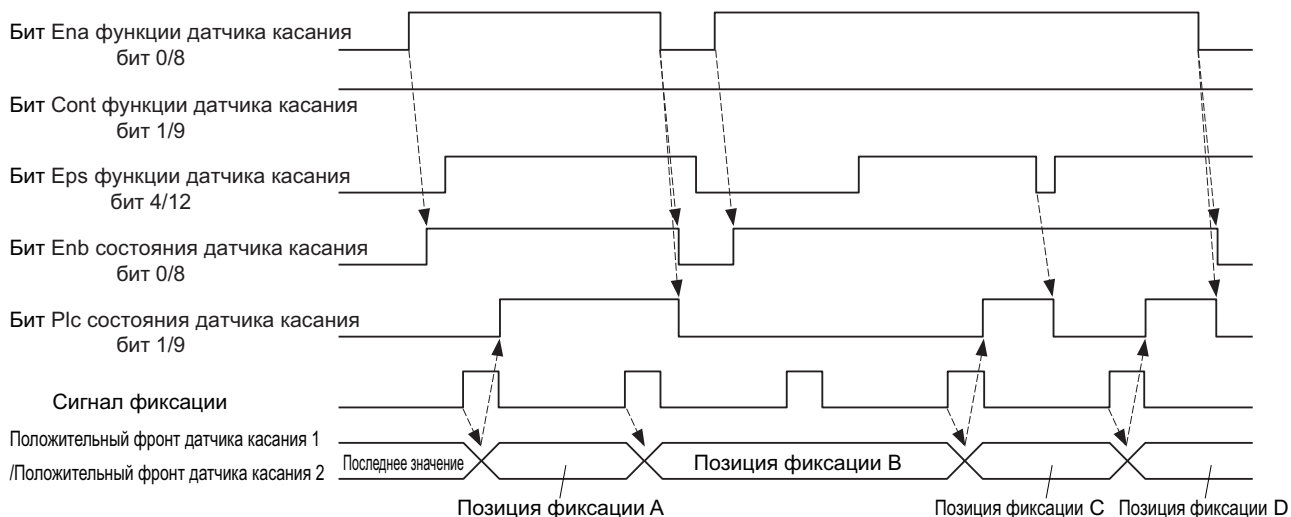 Бит Ena функции датчика касания
бит 0/8
Бит Cont функции датчика касания
бит 1/9
Бит Eps функции датчика касания
бит 4/12
Бит Enb состояния датчика касания
бит 0/8
Бит Plc состояния датчика касания
бит 1/9
Сигнал фиксации
Положительный фронт датчика касания 1
/Положительный фронт датчика касания 2
Последнее значение
Позиция фиксации B
Позиция фиксации A
Позиция фиксации C
Позиция фиксации D